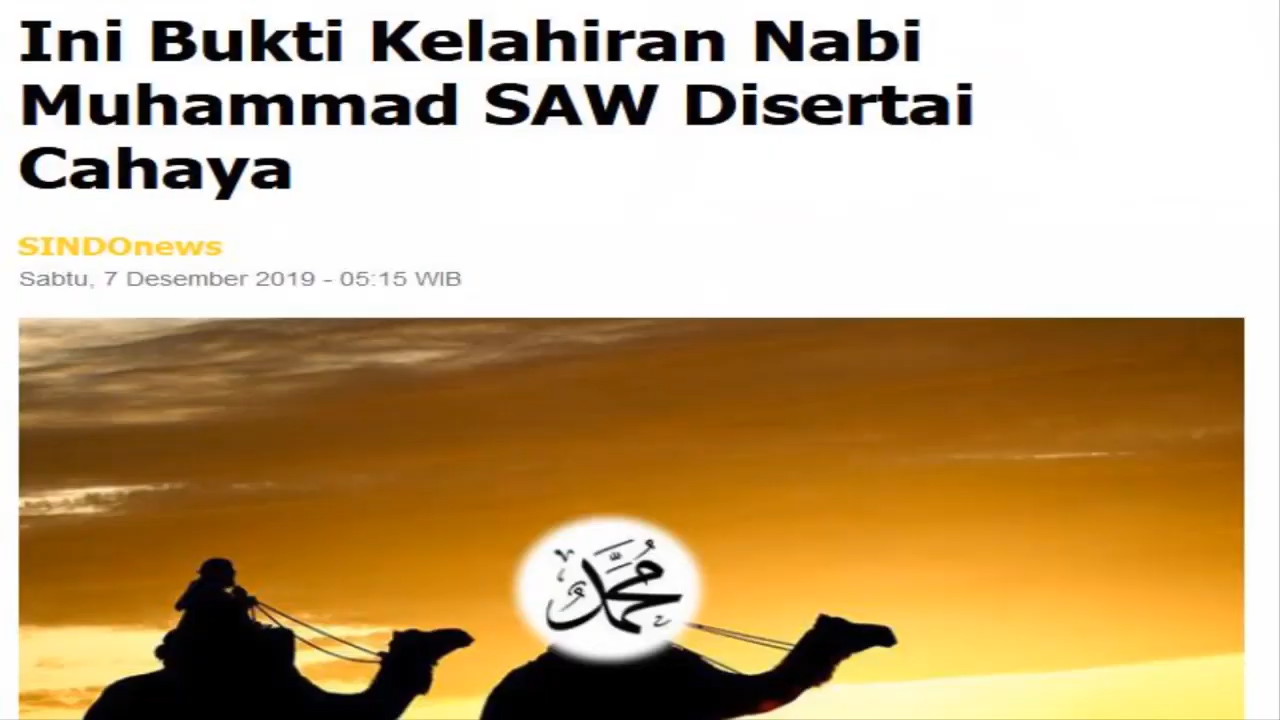 Ini Bukti Kelahiran Nabi
Muhammad SAW Disertai
Cahaya
SINDOnews
Sabtu, 7 Desember 2019 - 05:15 WIB
محمد